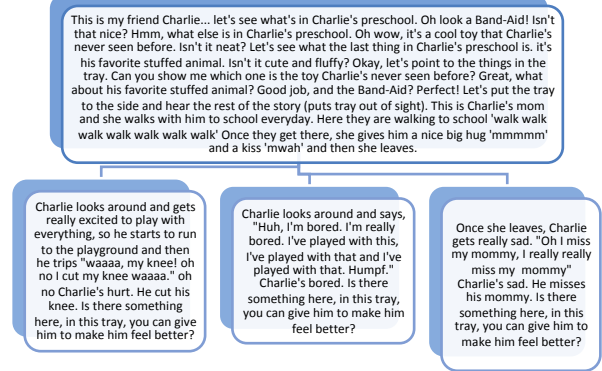 This is my friend Charlie... let's see what's in Charlie's preschool. Oh look a Band-Aid! Isn't
that nice? Hmm, what else is in Charlie's preschool. Oh wow, it's a cool toy that Charlie's
never seen before. Isn't it neat? Let's see what the last thing in Charlie's preschool is. it's
his favorite stuffed animal. Isn't it cute and fluffy? Okay, let's point to the things in the
tray. Can you show me which one is the toy Charlie's never seen before? Great, what
about his favorite stuffed animal? Good job, and the Band-Aid? Perfect! Let's put the tray
to the side and hear the rest of the story (puts tray out of sight). This is Charlie's mom
and she walks with him to school everyday. Here they are walking to school 'walk walk
walk walk walk walk walk' Once they get there, she gives him a nice big hug 'mmmmm'
and a kiss 'mwah' and then she leaves.
Charlie looks around and gets
really excited to play with
everything, so he starts to run
to the playground and then
he trips "waaaa, my knee! oh
no I cut my knee waaaa." oh
no Charlie's hurt. He cut his
knee. Is there something
here, in this tray, you can give
him to make him feel better?
Charlie looks around and says,
"Huh, I'm bored. I'm really
bored. I've played with this,
I've played with that and I've
played with that. Humpf."
Charlie's bored. Is there
something here, in this tray,
you can give him to make him
feel better?
Once she leaves, Charlie
gets really sad. "Oh I miss
my mommy, I really really
miss my mommy"
Charlie's sad. He misses
his mommy. Is there
something here, in this
tray, you can give him to
make him feel better?